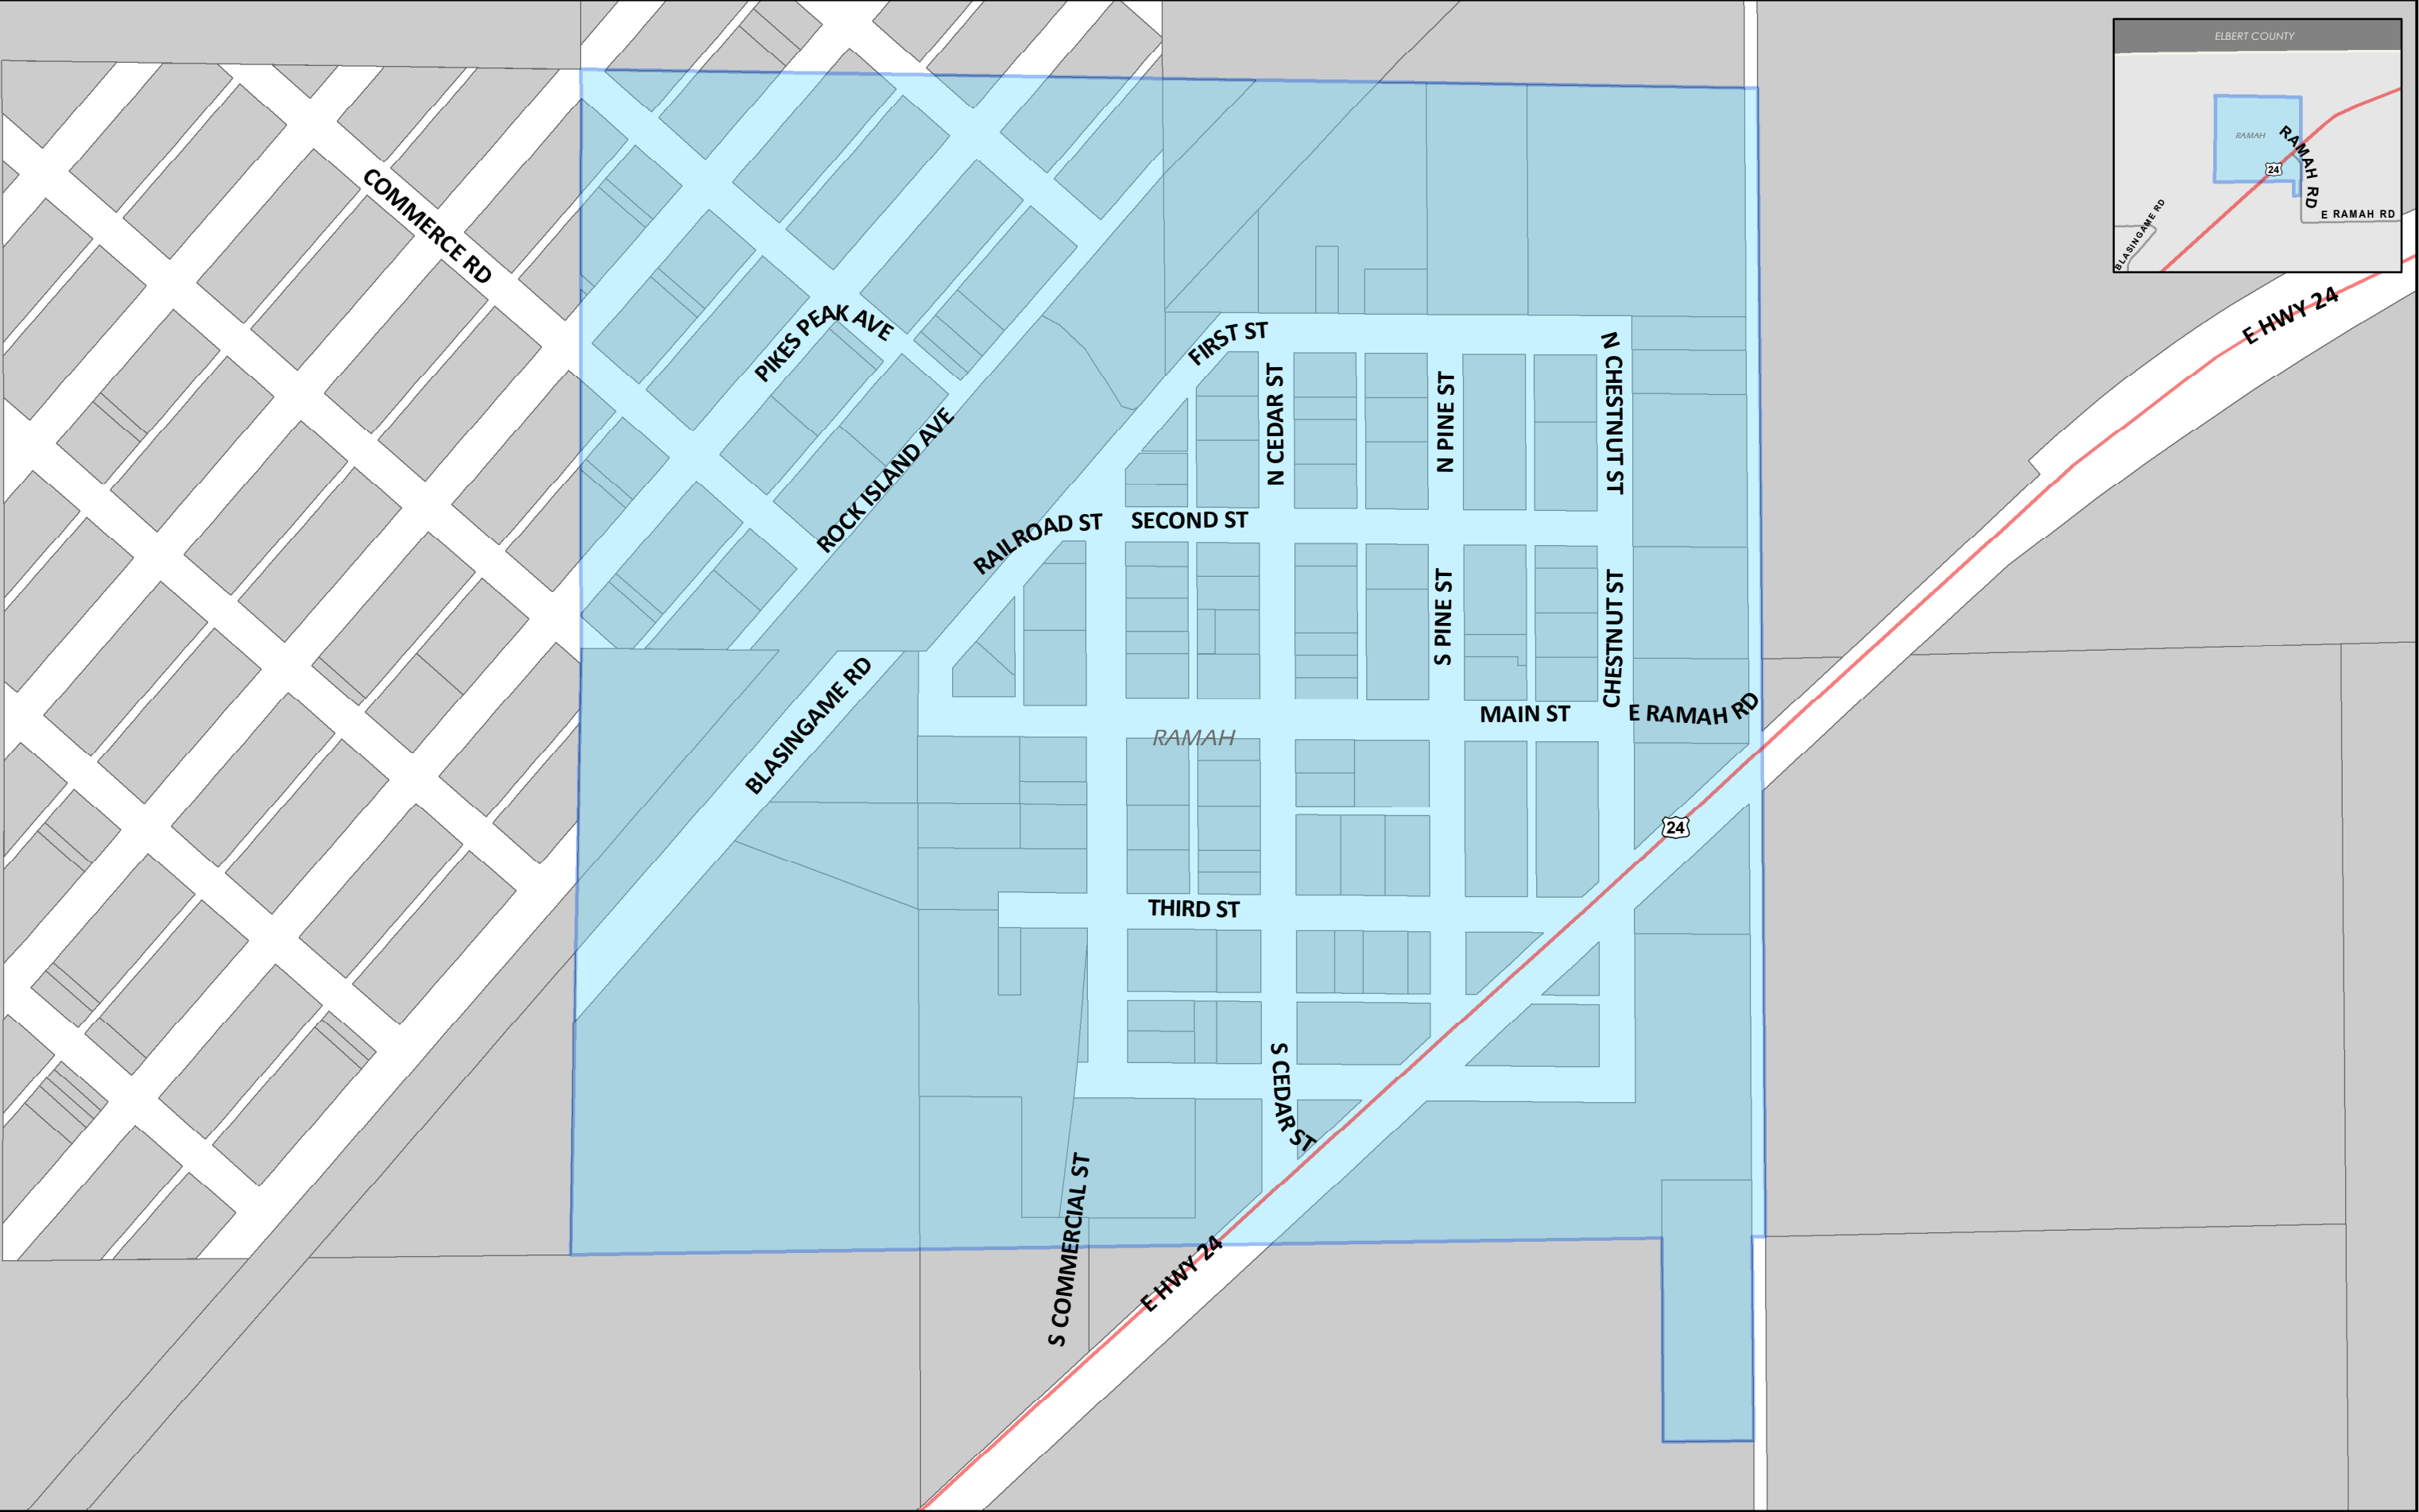 ELBERT COUNTY
RAMAH
RAMAH RD
24
E RAMAH RD
BLASINGAME RD
COMMERCE RD
E HWY 24
PIKES PEAK AVE
FIRST ST
N CHESTNUT ST
N CEDAR ST
N PINE ST
ROCK ISLAND AVE
RAILROAD ST
SECOND ST
S PINE ST
CHESTNUT ST
BLASINGAME RD
MAIN ST
E RAMAH RD
RAMAH
24
THIRD ST
S CEDAR ST
S COMMERCIAL ST
E HWY 24